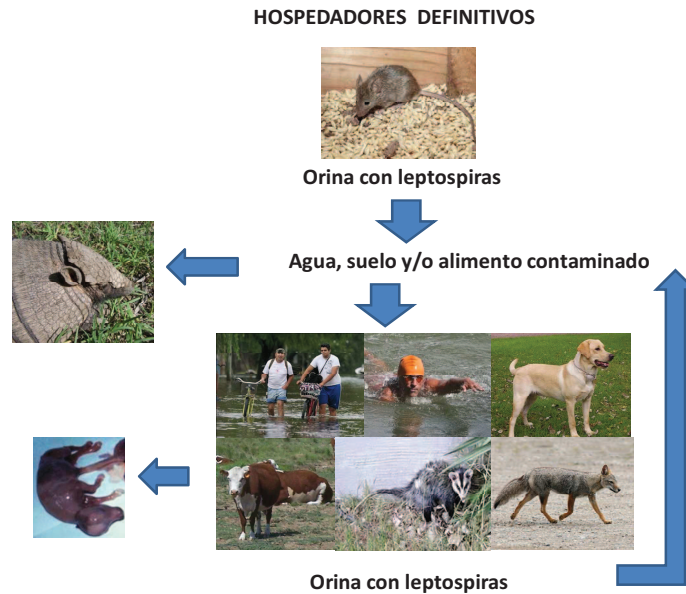 HOSPEDADORES DEFINITIVOS
Orina con leptospiras
Agua, suelo y/o alimento contaminado
Orina con leptospiras